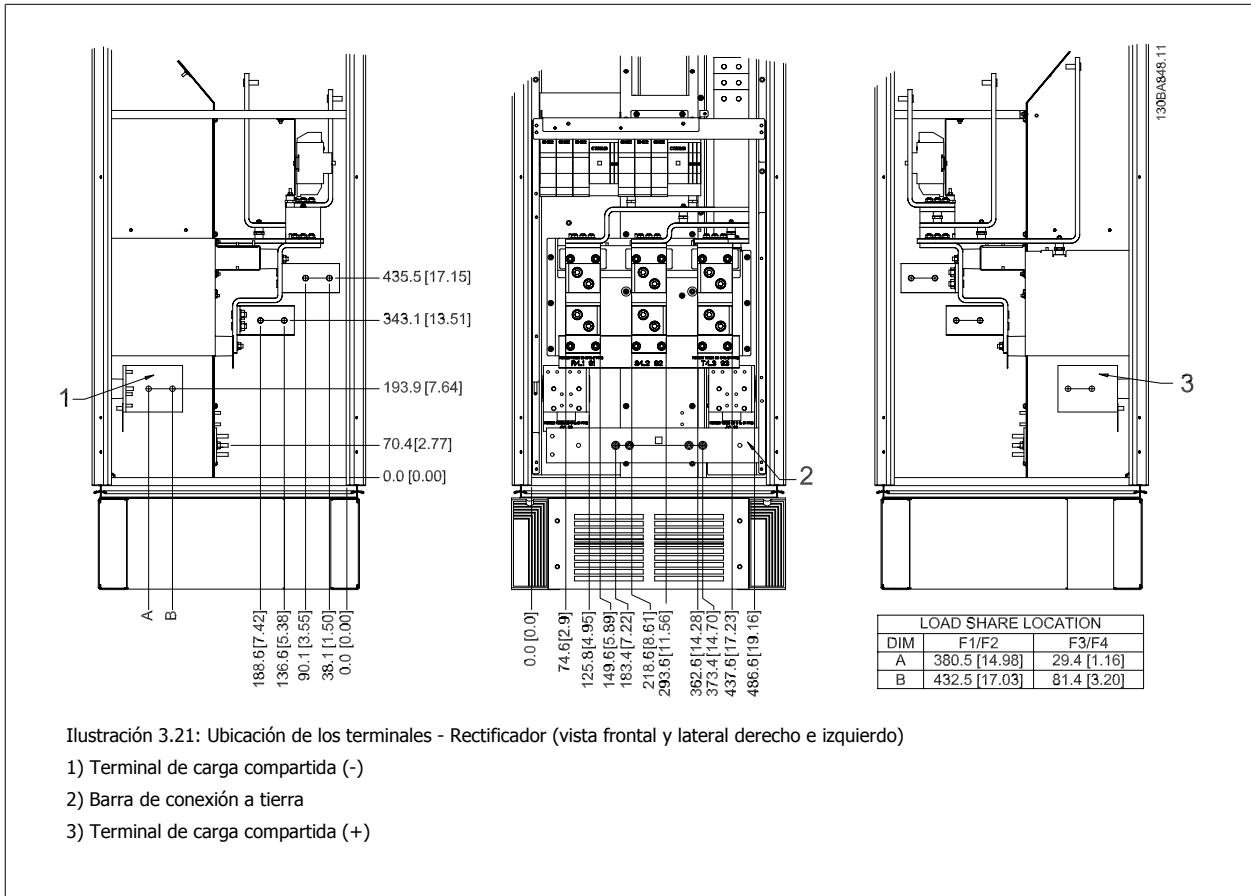 130BA848.11
435.5 [17.15]
343.1 [13.51]
1
193.9 [7.64]
70.4 [2.77]
0.0 [0.00]
A
B
188.6 [7.42]
136.6 [5.38]
90.1 [3.55]
38.1 [1.50]
0.0 [0.00]
R/L1 91
S/L2 92
T/L3 93
2
0.0 [0.0]
74.6 [2.9]
125.8 [4.95]
149.6 [5.89]
183.4 [7.22]
218.6 [8.61]
293.6 [11.56]
362.6 [14.28]
373.4 [14.70]
437.6 [17.23]
486.6 [19.16]
3
LOAD SHARE LOCATION
DIM F1/F2 F3/F4
A 380.5 [14.98] 29.4 [1.16]
B 432.5 [17.03] 81.4 [3.20]
Ilustración 3.21: Ubicación de los terminales - Rectificador (vista frontal y lateral derecho e izquierdo)
1) Terminal de carga compartida (-)
2) Barra de conexión a tierra
3) Terminal de carga compartida (+)